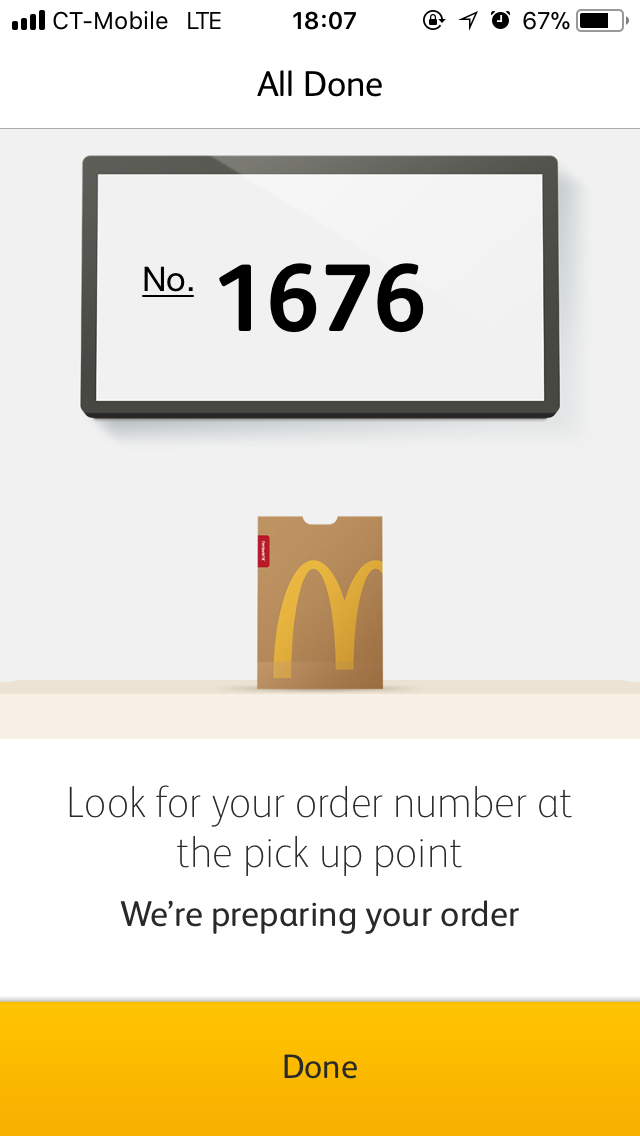 CT-Mobile LTE 18:07 67%
All Done
No. 1676
Look for your order number at
the pick up point
We're preparing your order
Done